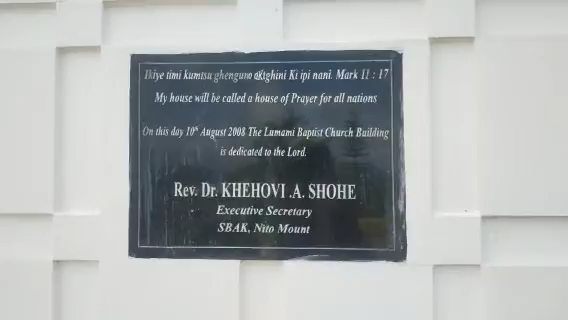 Ikiye timi kumtsu ghenguno akighini Ki ipi nani. Mark 11 : 17
My house will be called a house of Prayer for all nations
On this day 10th August 2008 The Lumami Baptist Church Building
is dedicated to the Lord.
Rev. Dr. KHEHOVI .A. SHOHE
Executive Secretary
SBAK, Nito Mount